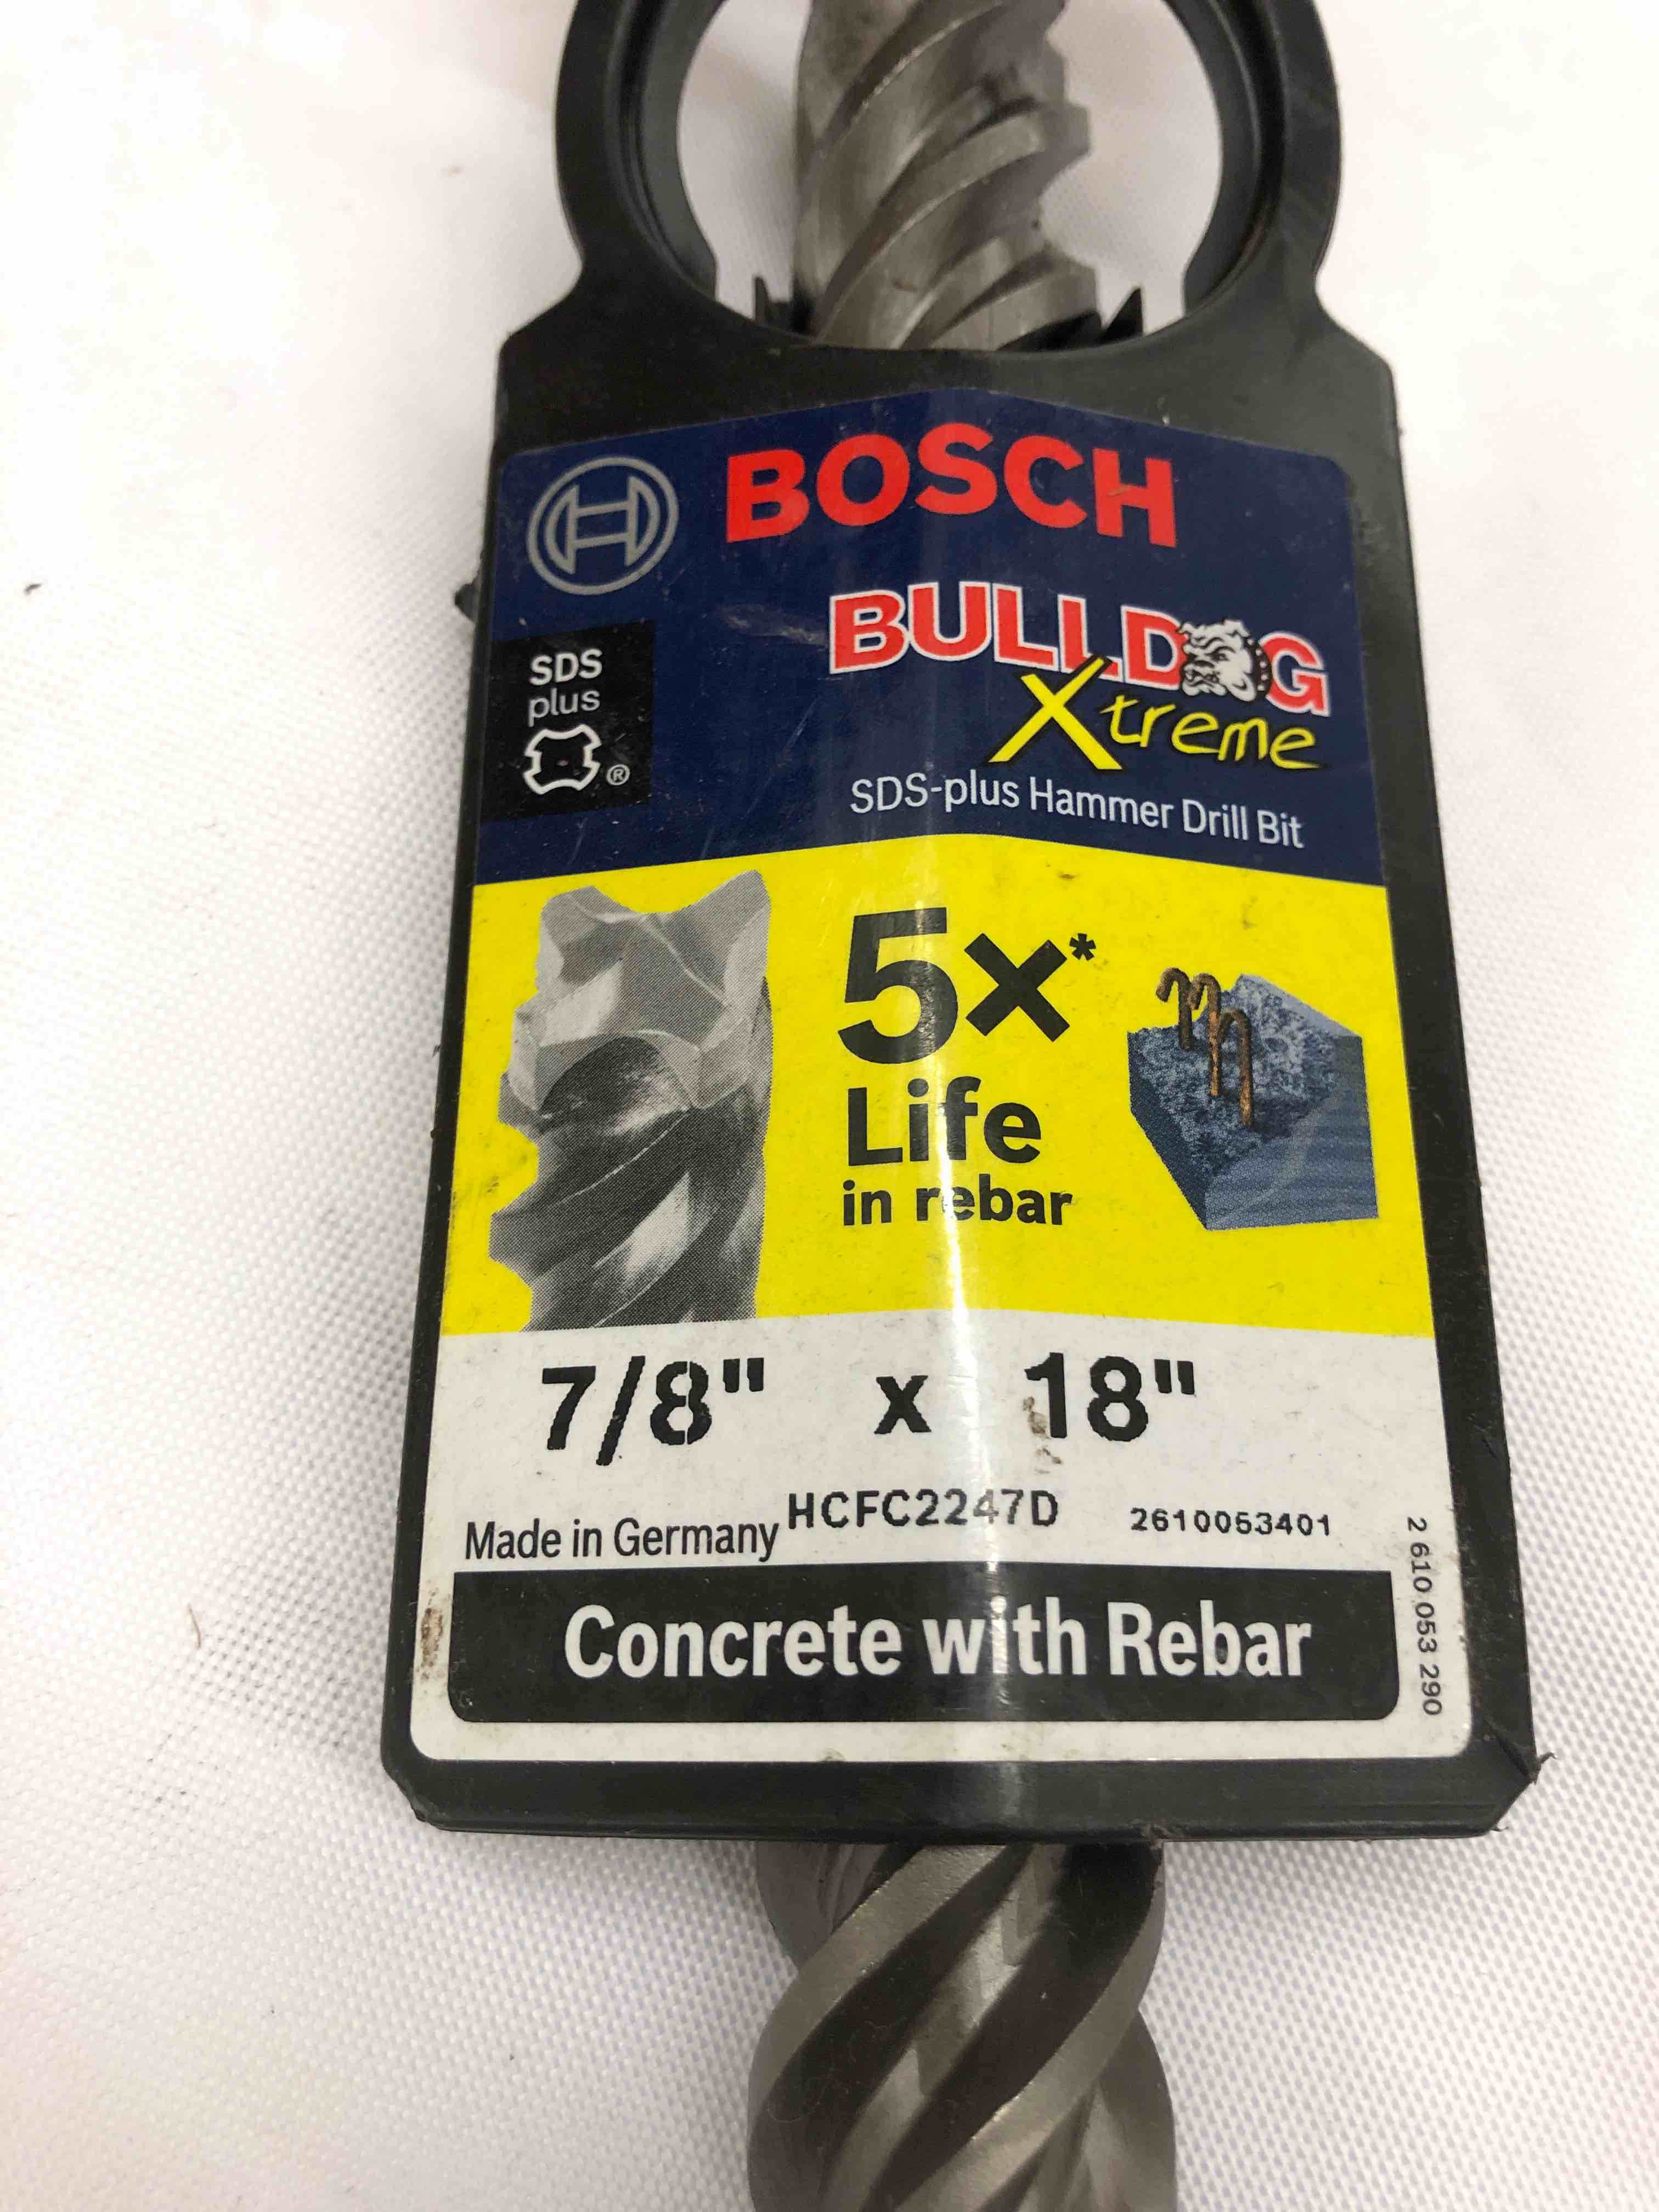 BOSCH
BULLDOG
Xtreme
SDS
plus
®
SDS-plus Hammer Drill Bit
5x*
Life
in rebar
7/8" x 18"
Made in Germany HCFC2247D 2610053401
2 610 053 290
Concrete with Rebar